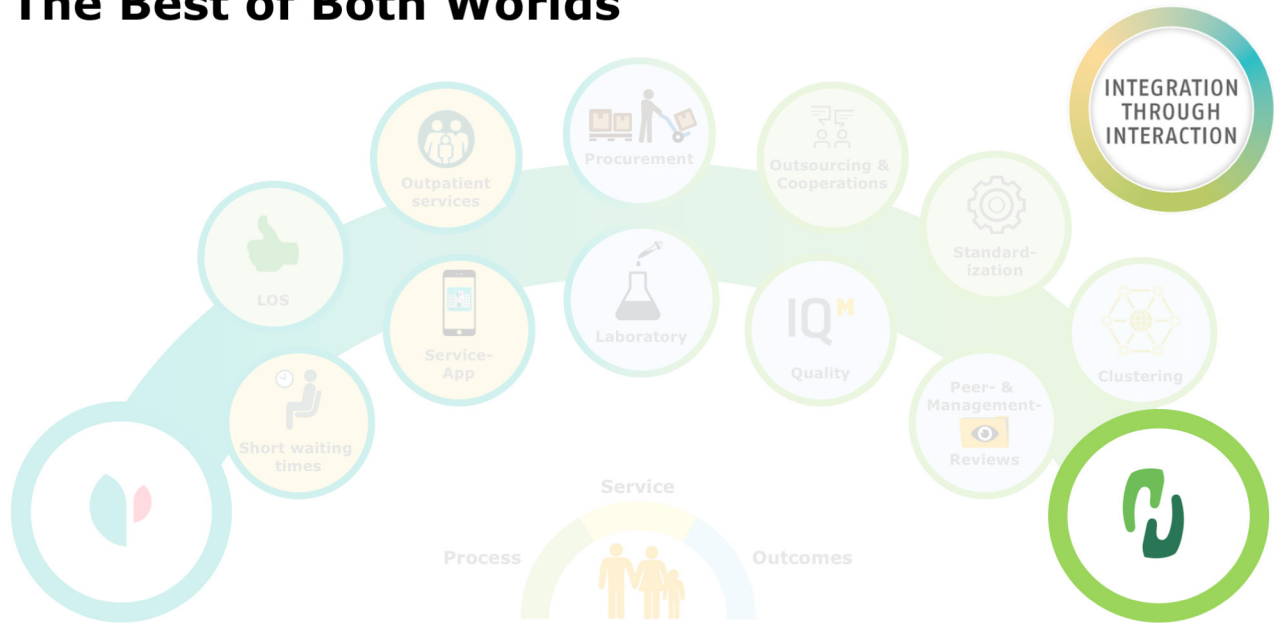 The Best of Both Worlds
INTEGRATION
THROUGH
INTERACTION
Procurement
Outsourcing &
Cooperations
Outpatient
services
Standard-
ization
LOS
Service-
App
Laboratory
IQM
Quality
Clustering
Peer- &
Management-
Reviews
Short waiting
times
Service
Process
Outcomes